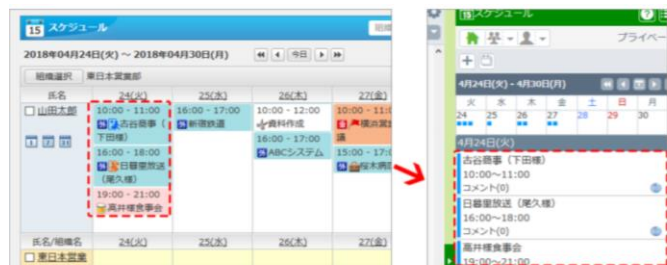 15 スケジュール
2018年04月24日(火) ～ 2018年04月30日(月)
今日
組織選択 東日本営業部
氏名 24(火) 25(水) 26(木) 27(金)
山田太郎
10:00 - 11:00
古谷商事（
下田様）
16:00 - 18:00
日暮里放送
（尾久様）
19:00 - 21:00
高井様食事会
16:00 - 17:00
新宿鉄道
10:00 - 12:00
資料作成
16:00 - 17:00
ABCシステム
10:00 - 11:0
横浜営
議
15:00 - 17:0
桜木病
氏名/組織名 24(火) 25(水) 26(木) 27(金)
東日本営業
15 スケジュール
プライベー
4月24日(火) - 4月30日(月)
火 水 木 金 土 日 月
24 25 26 27 28 29 30
4月24日(火)
古谷商事（下田様）
10:00～11:00
コメント(0)
日暮里放送（尾久様）
16:00～18:00
コメント(0)
高井様食事会
19:00～21:00